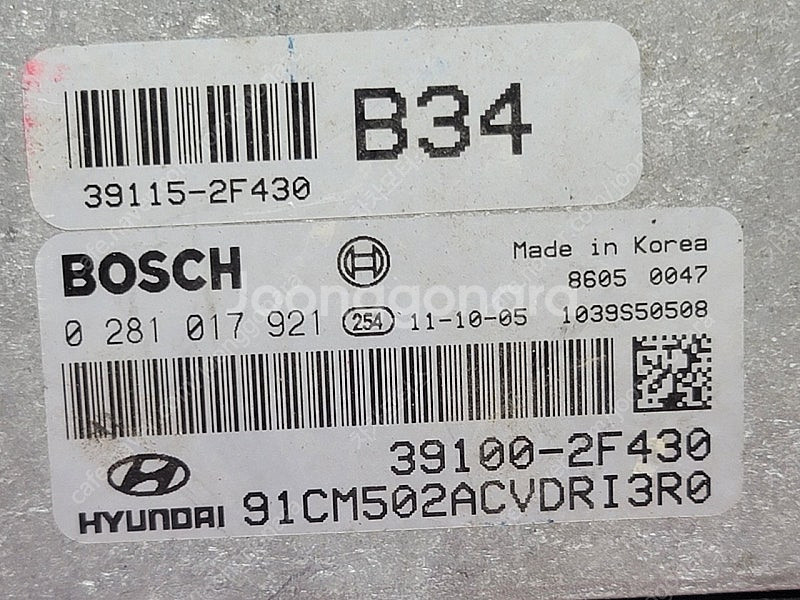 B34
39115-2F430
BOSCH
Made in Korea
8605 0047
0 281 017 921 254 11-10-05 1039S50508
39100-2F430
HYUNDAI 91CM502ACVDRI3R0
Joonggonara